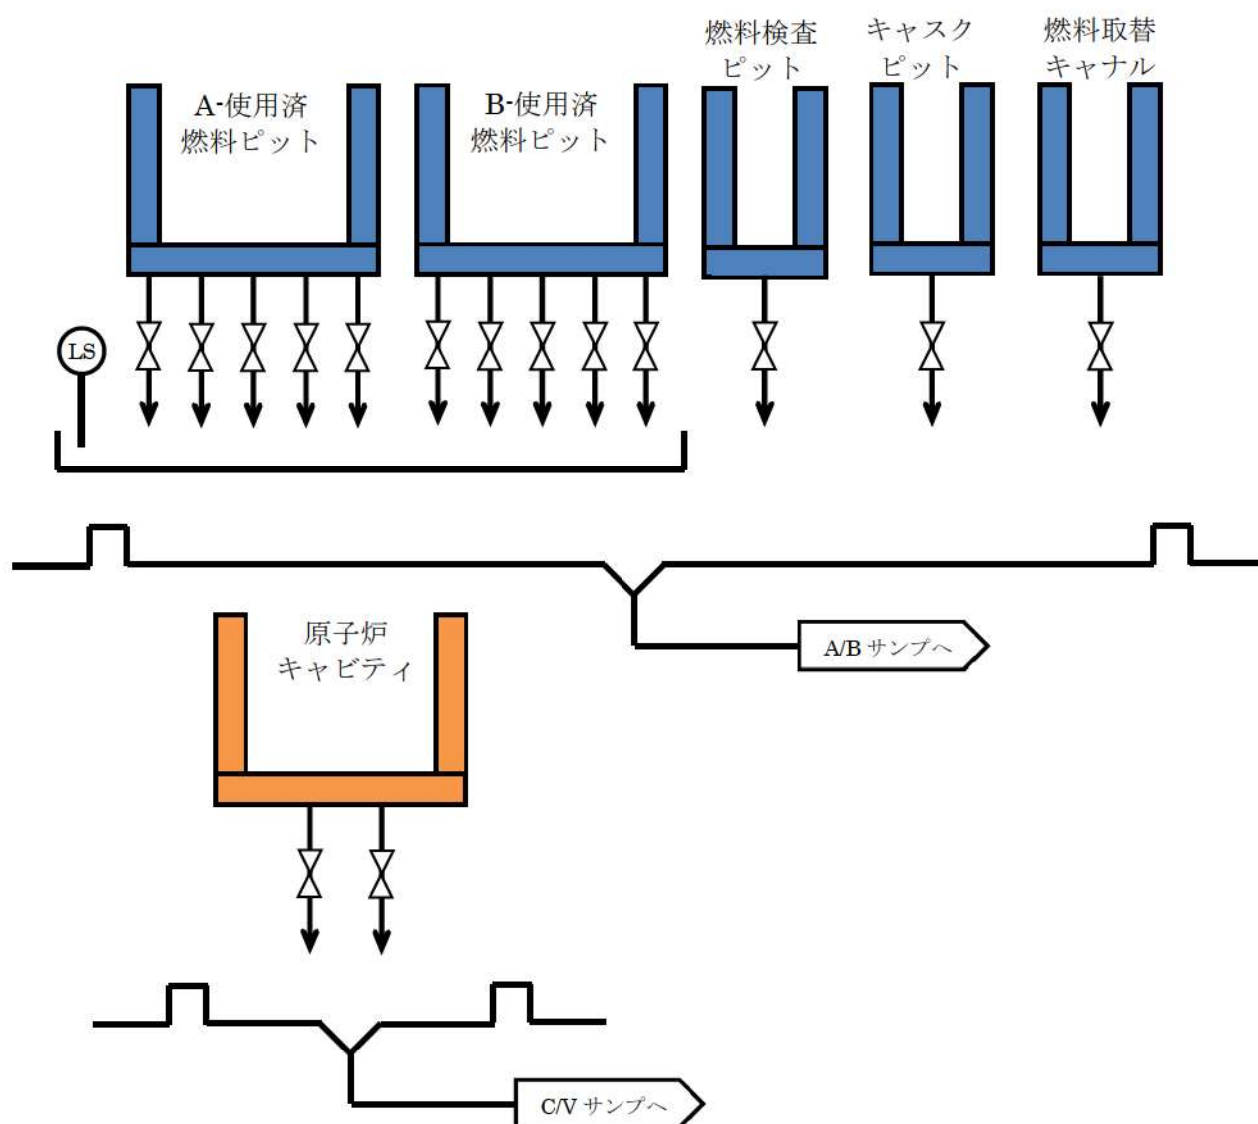 A-使用済
燃料ピット
B-使用済
燃料ピット
燃料検査
ピット
キャスク
ピット
燃料取替
キャナル
LS
A/B サンプへ
原子炉
キャビティ
C/V サンプへ